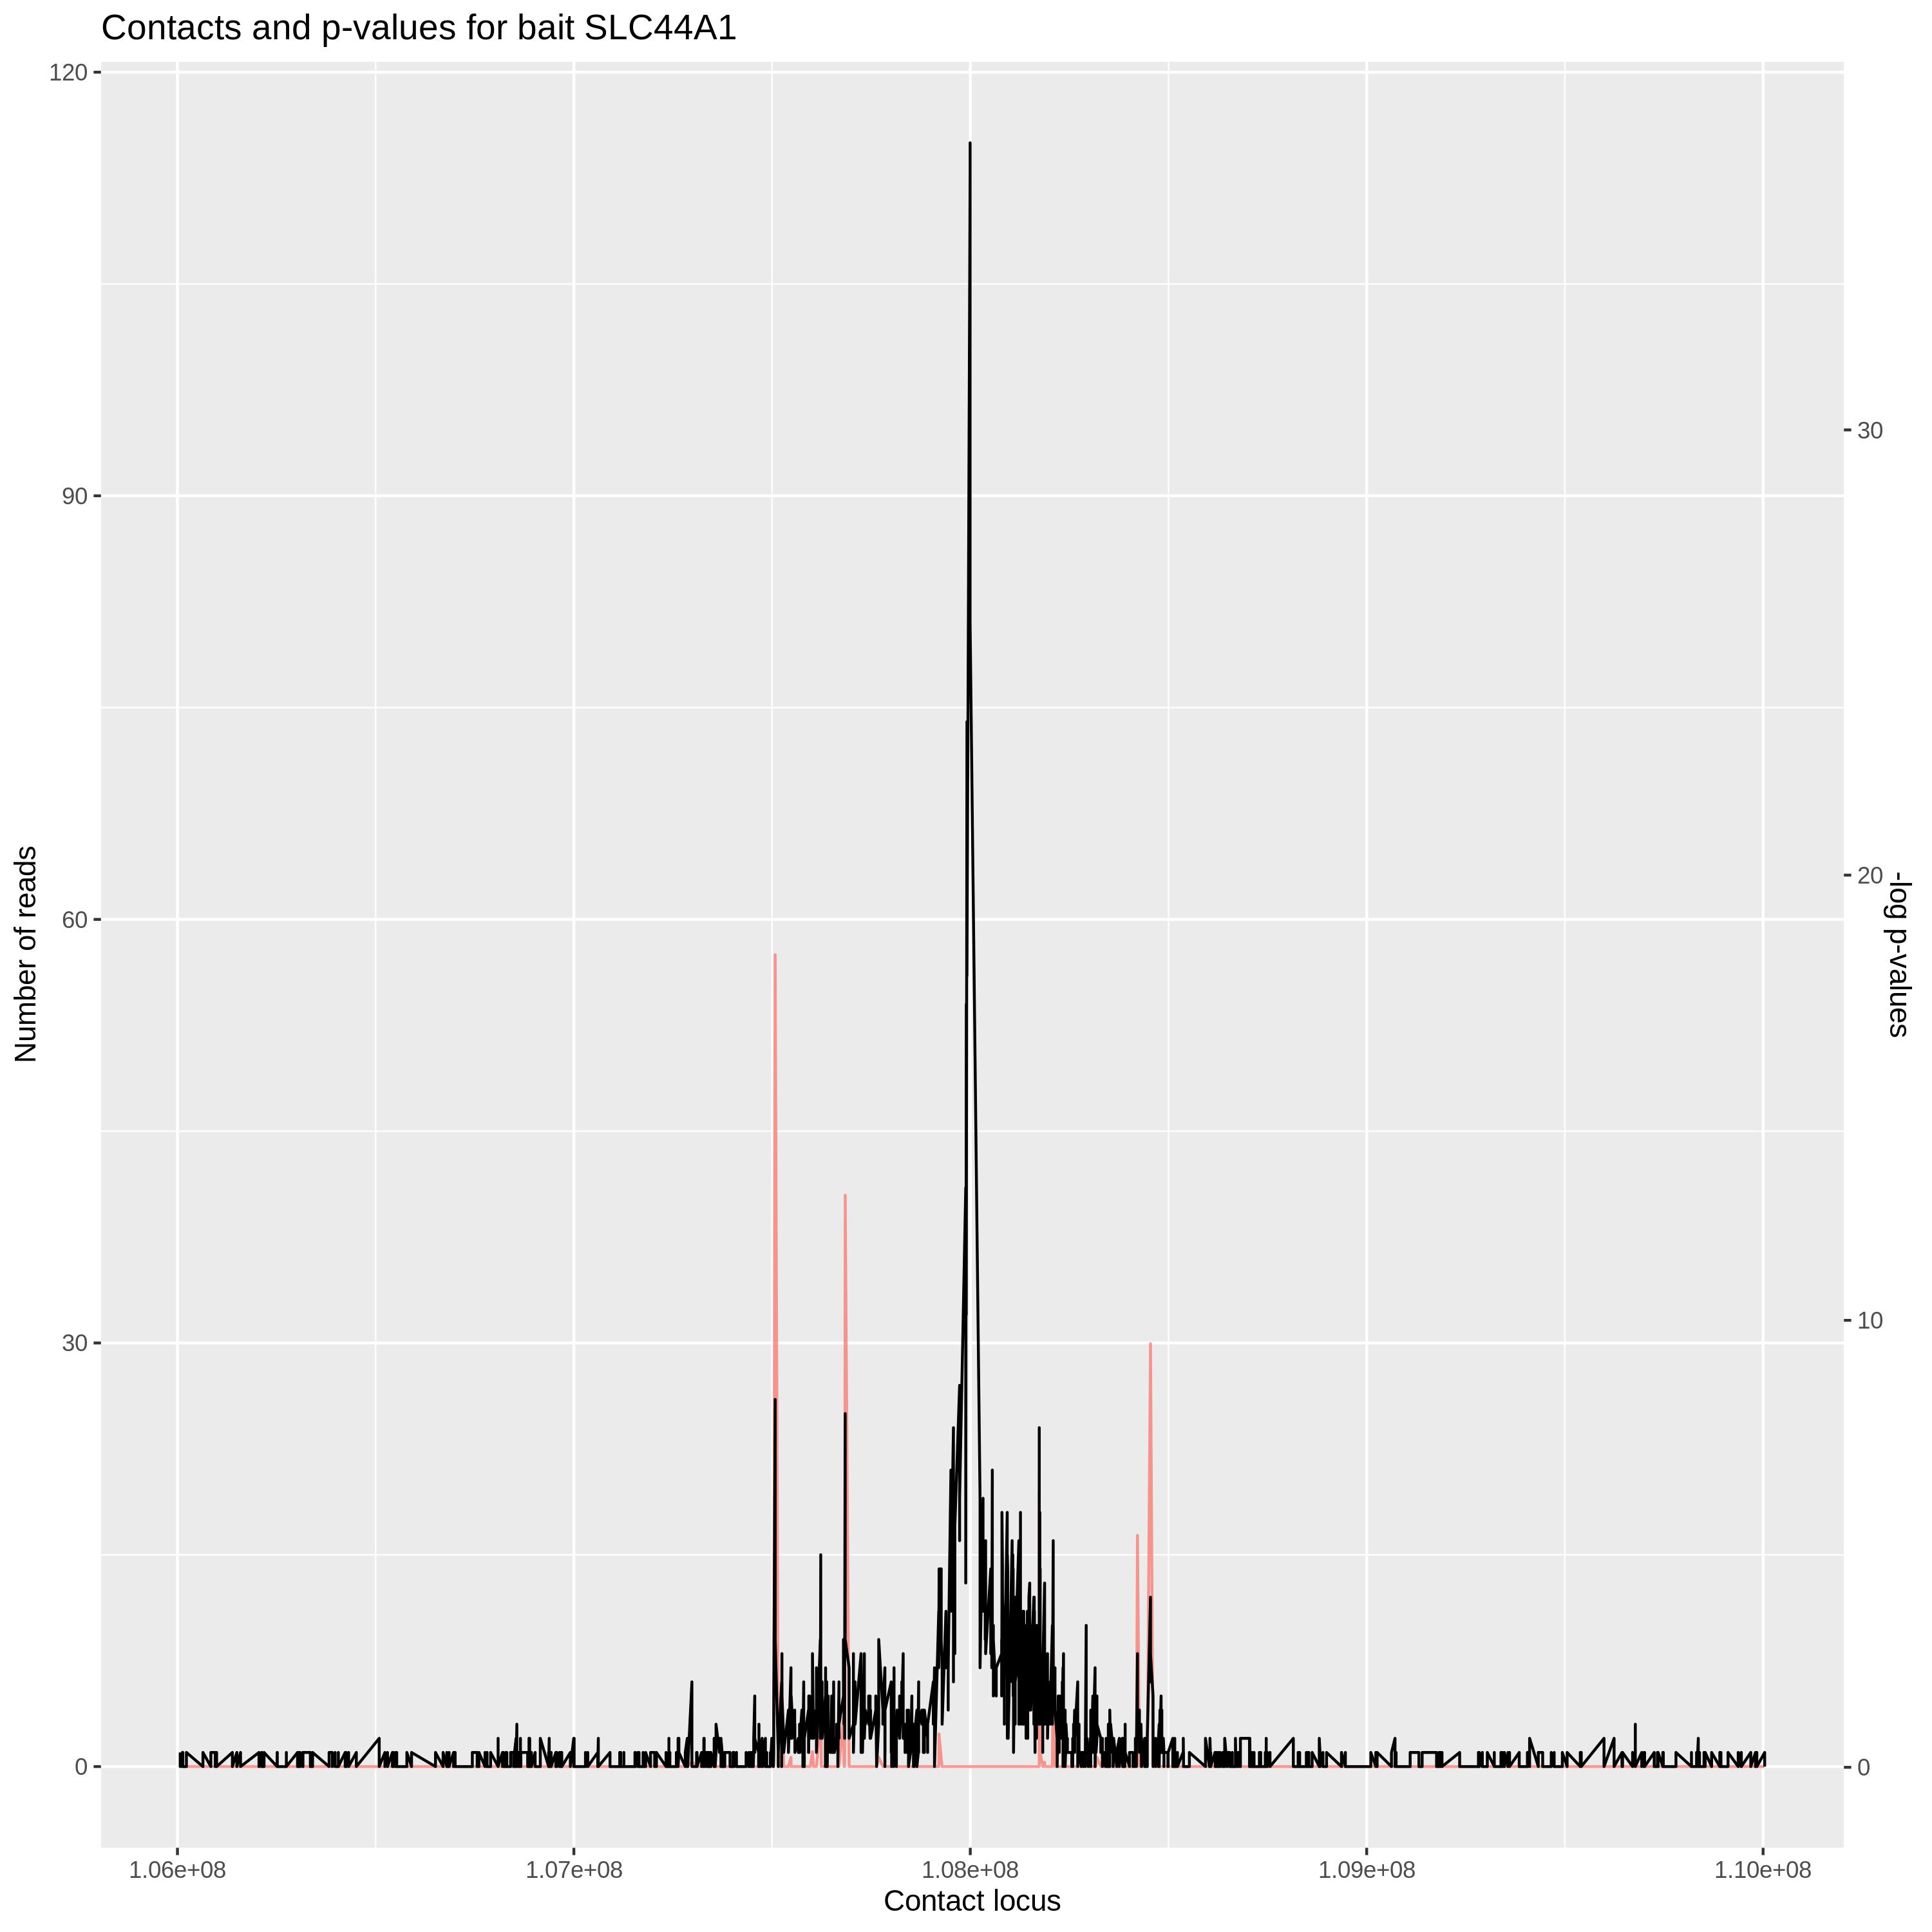 Contacts and p-values for bait SLC44A1
120
90
60
30
0
Number of reads
30
20
10
0
-log p-values
1.06e+08 1.07e+08 1.08e+08 1.09e+08 1.10e+08
Contact locus